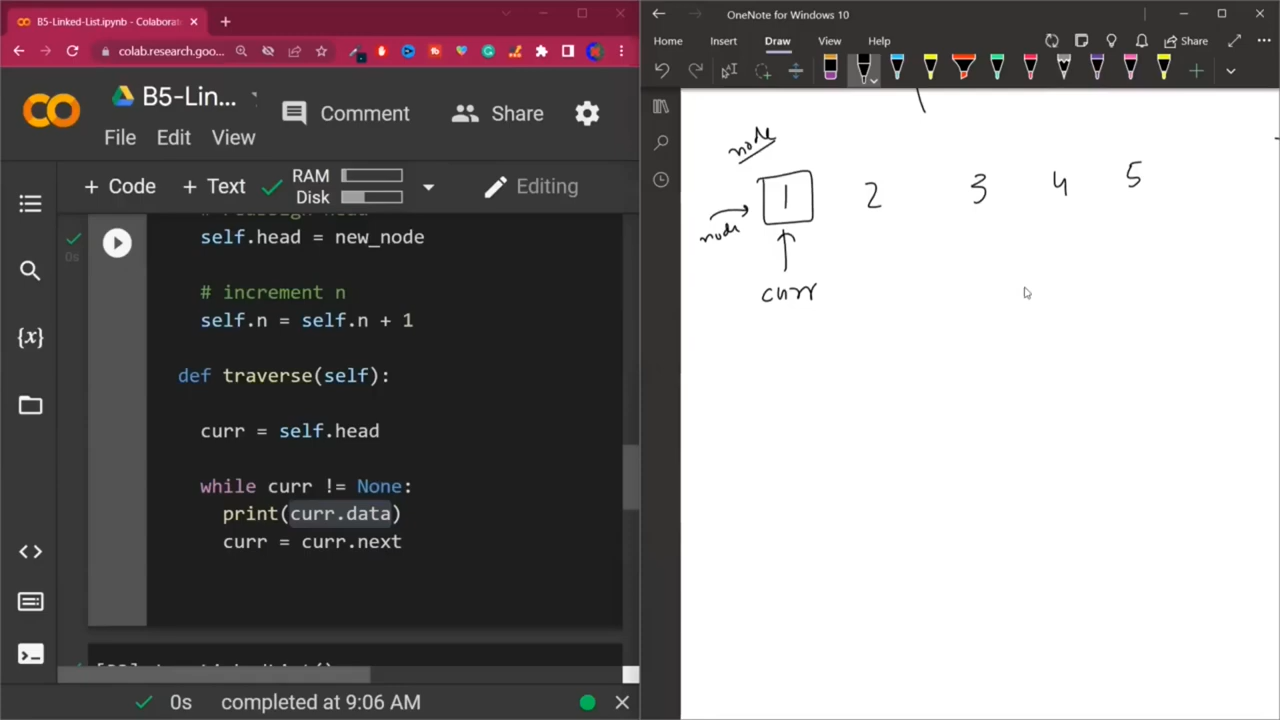 B5-Linked-List.ipynb - Colaborat
colab.research.goo...
B5-Lin...
Comment
Share
File Edit View
+ Code + Text
RAM
Disk
Editing
self.head = new_node
# increment n
self.n = self.n + 1
def traverse(self):
curr = self.head
while curr != None:
print(curr.data)
curr = curr.next
0s
{x}
0s completed at 9:06 AM
OneNote for Windows 10
Home Insert Draw View Help
Share
node
1 2 3 4 5
node
curr